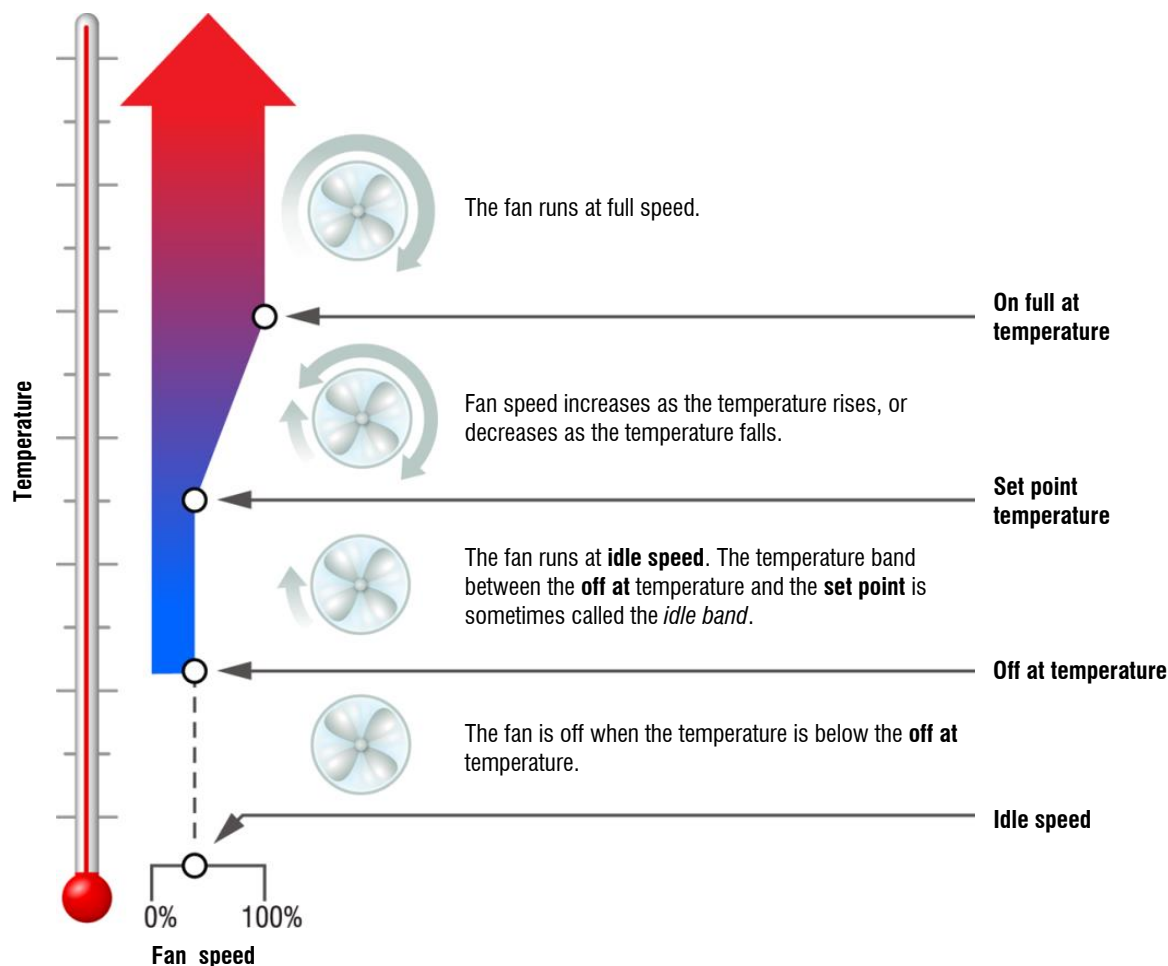 The fan runs at full speed.
On full at
temperature
Temperature
Fan speed increases as the temperature rises, or
decreases as the temperature falls.
Set point
temperature
The fan runs at idle speed. The temperature band
between the off at temperature and the set point is
sometimes called the idle band.
Off at temperature
The fan is off when the temperature is below the off at
temperature.
Idle speed
0% 100%
Fan speed